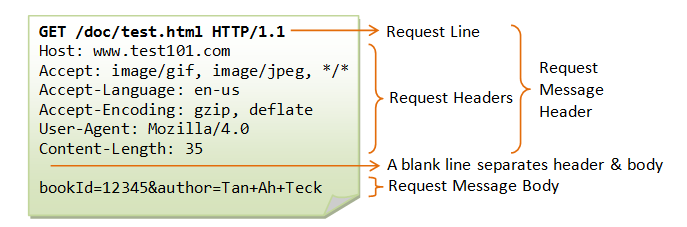 GET /doc/test.html HTTP/1.1
Host: www.test101.com
Accept: image/gif, image/jpeg, */*
Accept-Language: en-us
Accept-Encoding: gzip, deflate
User-Agent: Mozilla/4.0
Content-Length: 35
bookId=12345&author=Tan+Ah+Teck
Request Line
Request Headers
Request
Message
Header
A blank line separates header & body
Request Message Body